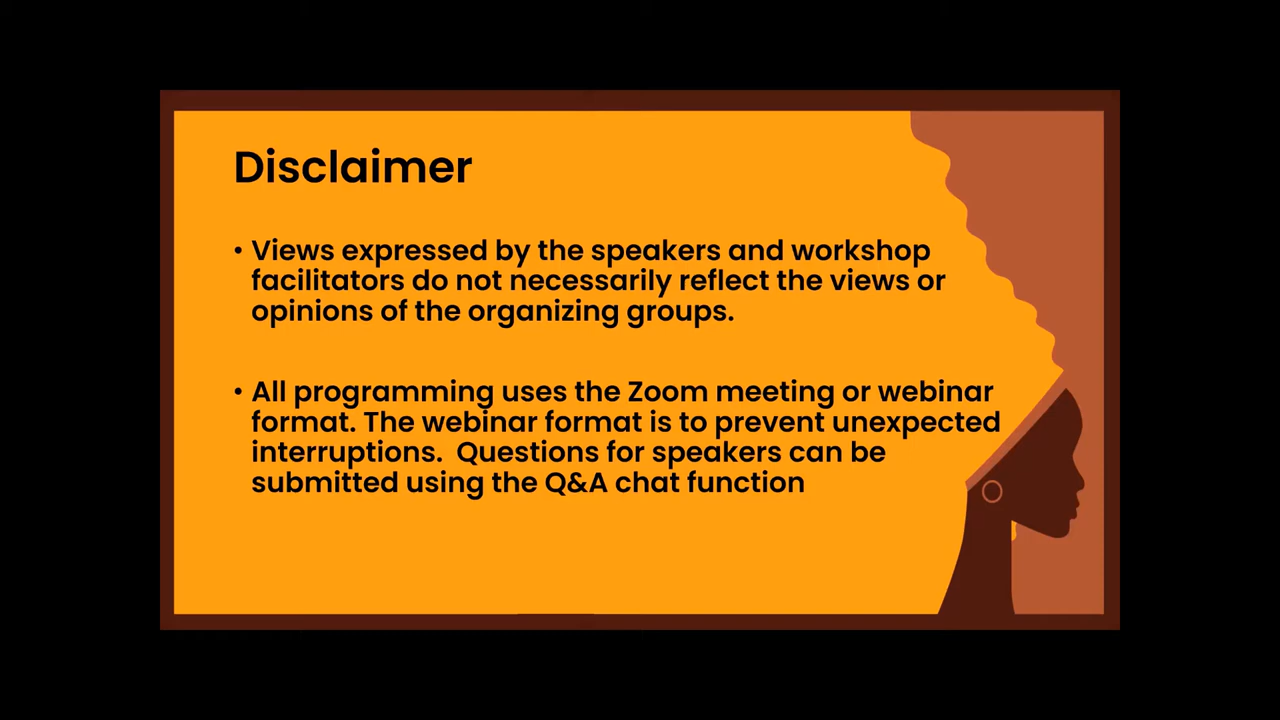 Disclaimer
• Views expressed by the speakers and workshop
facilitators do not necessarily reflect the views or
opinions of the organizing groups.
• All programming uses the Zoom meeting or webinar
format. The webinar format is to prevent unexpected
interruptions.  Questions for speakers can be
submitted using the Q&A chat function